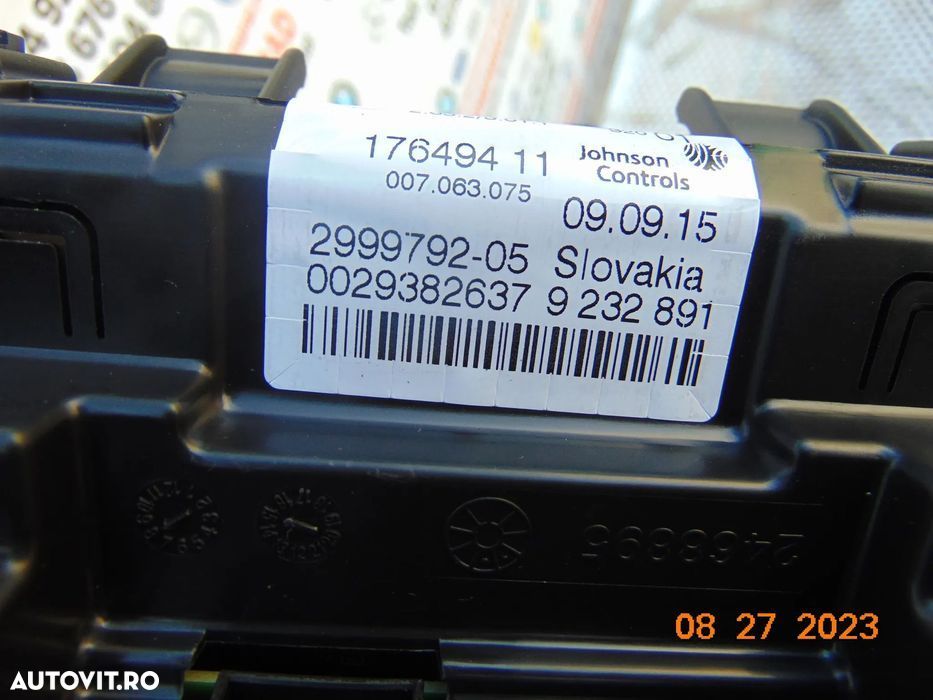 176494 11
Johnson
Controls
007.063.075
09.09.15
2999792-05 Slovakia
0029382637 9 232 891
2468895
08 27 2023
AUTOVIT.RO